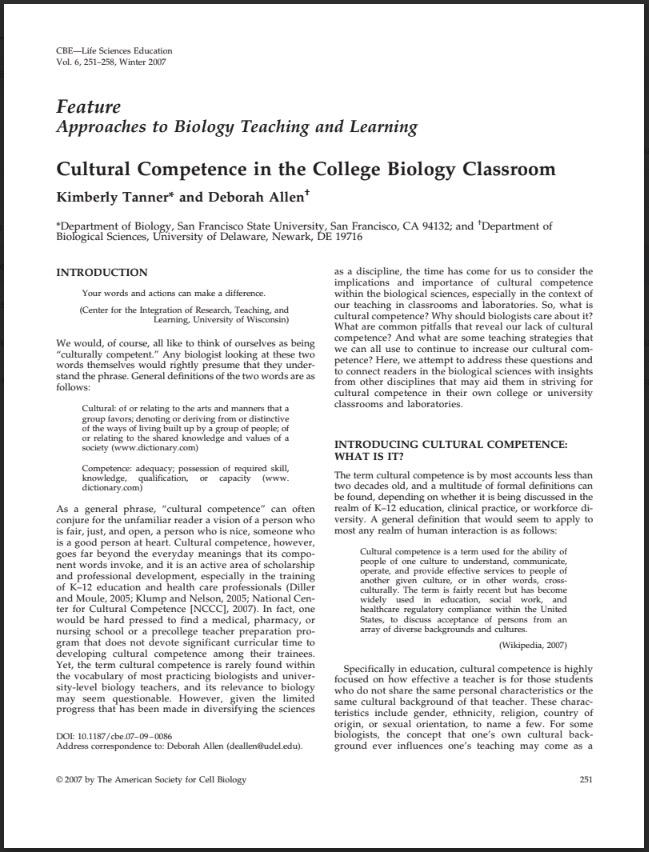 CBE—Life Sciences Education
Vol. 6, 251–258, Winter 2007
Feature
Approaches to Biology Teaching and Learning
Cultural Competence in the College Biology Classroom
Kimberly Tanner* and Deborah Allen†
*Department of Biology, San Francisco State University, San Francisco, CA 94132; and †Department of
Biological Sciences, University of Delaware, Newark, DE 19716
INTRODUCTION
Your words and actions can make a difference.
(Center for the Integration of Research, Teaching, and
Learning, University of Wisconsin)
We would, of course, all like to think of ourselves as being
“culturally competent.” Any biologist looking at these two
words themselves would rightly presume that they under-
stand the phrase. General definitions of the two words are as
follows:
Cultural: of or relating to the arts and manners that a
group favors; denoting or deriving from or distinctive
of the ways of living built up by a group of people; of
or relating to the shared knowledge and values of a
society (www.dictionary.com)
Competence: adequacy; possession of required skill,
knowledge, qualification, or capacity (www.
dictionary.com)
As a general phrase, “cultural competence” can often
conjure for the unfamiliar reader a vision of a person who
is fair, just, and open, a person who is nice, someone who
is a good person at heart. Cultural competence, however,
goes far beyond the everyday meanings that its compo-
nent words invoke, and it is an active area of scholarship
and professional development, especially in the training
of K–12 education and health care professionals (Diller
and Moule, 2005; Klump and Nelson, 2005; National Cen-
ter for Cultural Competence [NCCC], 2007). In fact, one
would be hard pressed to find a medical, pharmacy, or
nursing school or a precollege teacher preparation pro-
gram that does not devote significant curricular time to
developing cultural competence among their trainees.
Yet, the term cultural competence is rarely found within
the vocabulary of most practicing biologists and univer-
sity-level biology teachers, and its relevance to biology
may seem questionable. However, given the limited
progress that has been made in diversifying the sciences
DOI: 10.1187/cbe.07–09–0086
Address correspondence to: Deborah Allen (deallen@udel.edu).
as a discipline, the time has come for us to consider the
implications and importance of cultural competence
within the biological sciences, especially in the context of
our teaching in classrooms and laboratories. So, what is
cultural competence? Why should biologists care about it?
What are common pitfalls that reveal our lack of cultural
competence? And what are some teaching strategies that
we can all use to continue to increase our cultural com-
petence? Here, we attempt to address these questions and
to connect readers in the biological sciences with insights
from other disciplines that may aid them in striving for
cultural competence in their own college or university
classrooms and laboratories.
INTRODUCING CULTURAL COMPETENCE:
WHAT IS IT?
The term cultural competence is by most accounts less than
two decades old, and a multitude of formal definitions can
be found, depending on whether it is being discussed in the
realm of K–12 education, clinical practice, or workforce di-
versity. A general definition that would seem to apply to
most any realm of human interaction is as follows:
Cultural competence is a term used for the ability of
people of one culture to understand, communicate,
operate, and provide effective services to people of
another given culture, or in other words, cross-
culturally. The term is fairly recent but has become
widely used in education, social work, and
healthcare regulatory compliance within the United
States, to discuss acceptance of persons from an
array of diverse backgrounds and cultures.
(Wikipedia, 2007)
Specifically in education, cultural competence is highly
focused on how effective a teacher is for those students
who do not share the same personal characteristics or the
same cultural background of that teacher. These charac-
teristics include gender, ethnicity, religion, country of
origin, or sexual orientation, to name a few. For some
biologists, the concept that one’s own cultural back-
ground ever influences one’s teaching may come as a
© 2007 by The American Society for Cell Biology
251